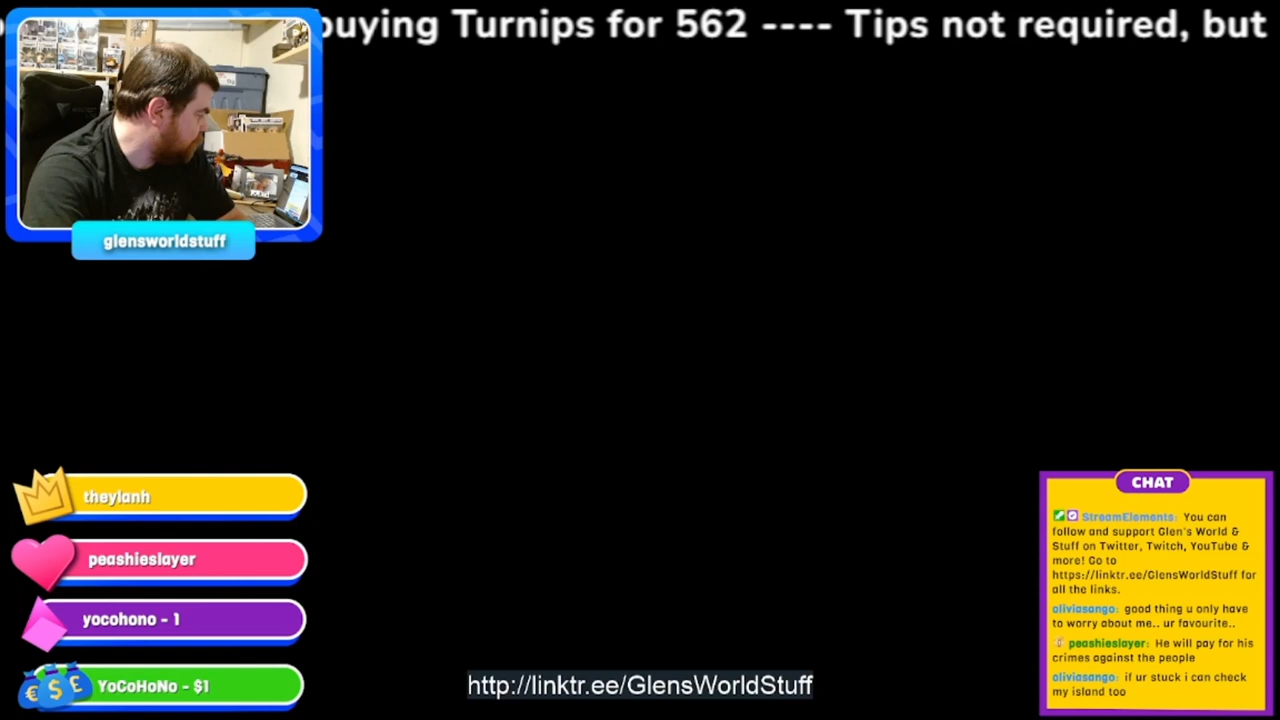 buying Turnips for 562 ---- Tips not required, but
glensworldstuff
theylanh
peashieslayer
yocohono - 1
YoCoHoNo - $1
http://linktr.ee/GlensWorldStuff
CHAT
StreamElements: You can
follow and support Glen's World &
Stuff on Twitter, Twitch, YouTube &
more! Go to
https://linktr.ee/GlensWorldStuff for
all the links.
oliviasango: good thing u only have
to worry about me.. ur favourite..
peashieslayer: He will pay for his
crimes against the people
oliviasango: if ur stuck i can check
my island too